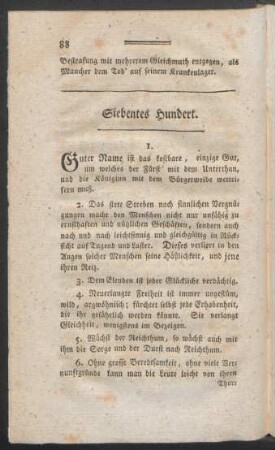 88
Bestrafung mit mehrerem Gleichmuth entgegen, als
Mancher dem Tod' auf seinem Krankenlager.
Siebentes Hundert.
1.
Guter Name ist das kostbare, einzige Gut,
um welches der Fürst mit dem Unterthan,
und die Königinn mit dem Bürgerweibe wettei-
fern muß.
2. Das stete Streben nach sinnlichen Vergnü-
gungen macht den Menschen nicht nur unfähig zu
ernsthaften und nützlichen Geschäften, sondern auch
nach und nach leichtsinnig und gleichgültig in Rück-
sicht auf Tugend und Laster. Dieses verliert in den
Augen solcher Menschen seine Häßlichkeit, und jene
ihren Reiz.
3. Dem Elenden ist jeder Glückliche verdächtig.
4. Neuerlangte Freiheit ist immer ungestüm,
wild, argwöhnisch; fürchtet selbst jede Erhabenheit,
die ihr gefährlich werden könnte. Sie verlangt
Gleichheit, wenigstens im Bezeigen.
5. Wächst der Reichthum, so wächst auch mit
ihm die Sorge und der Durst nach Reichthum.
6. Ohne grosse Beredtsamkeit, ohne viele Ver-
nunftgründe kann man die Leute leicht von ihren
Thor-